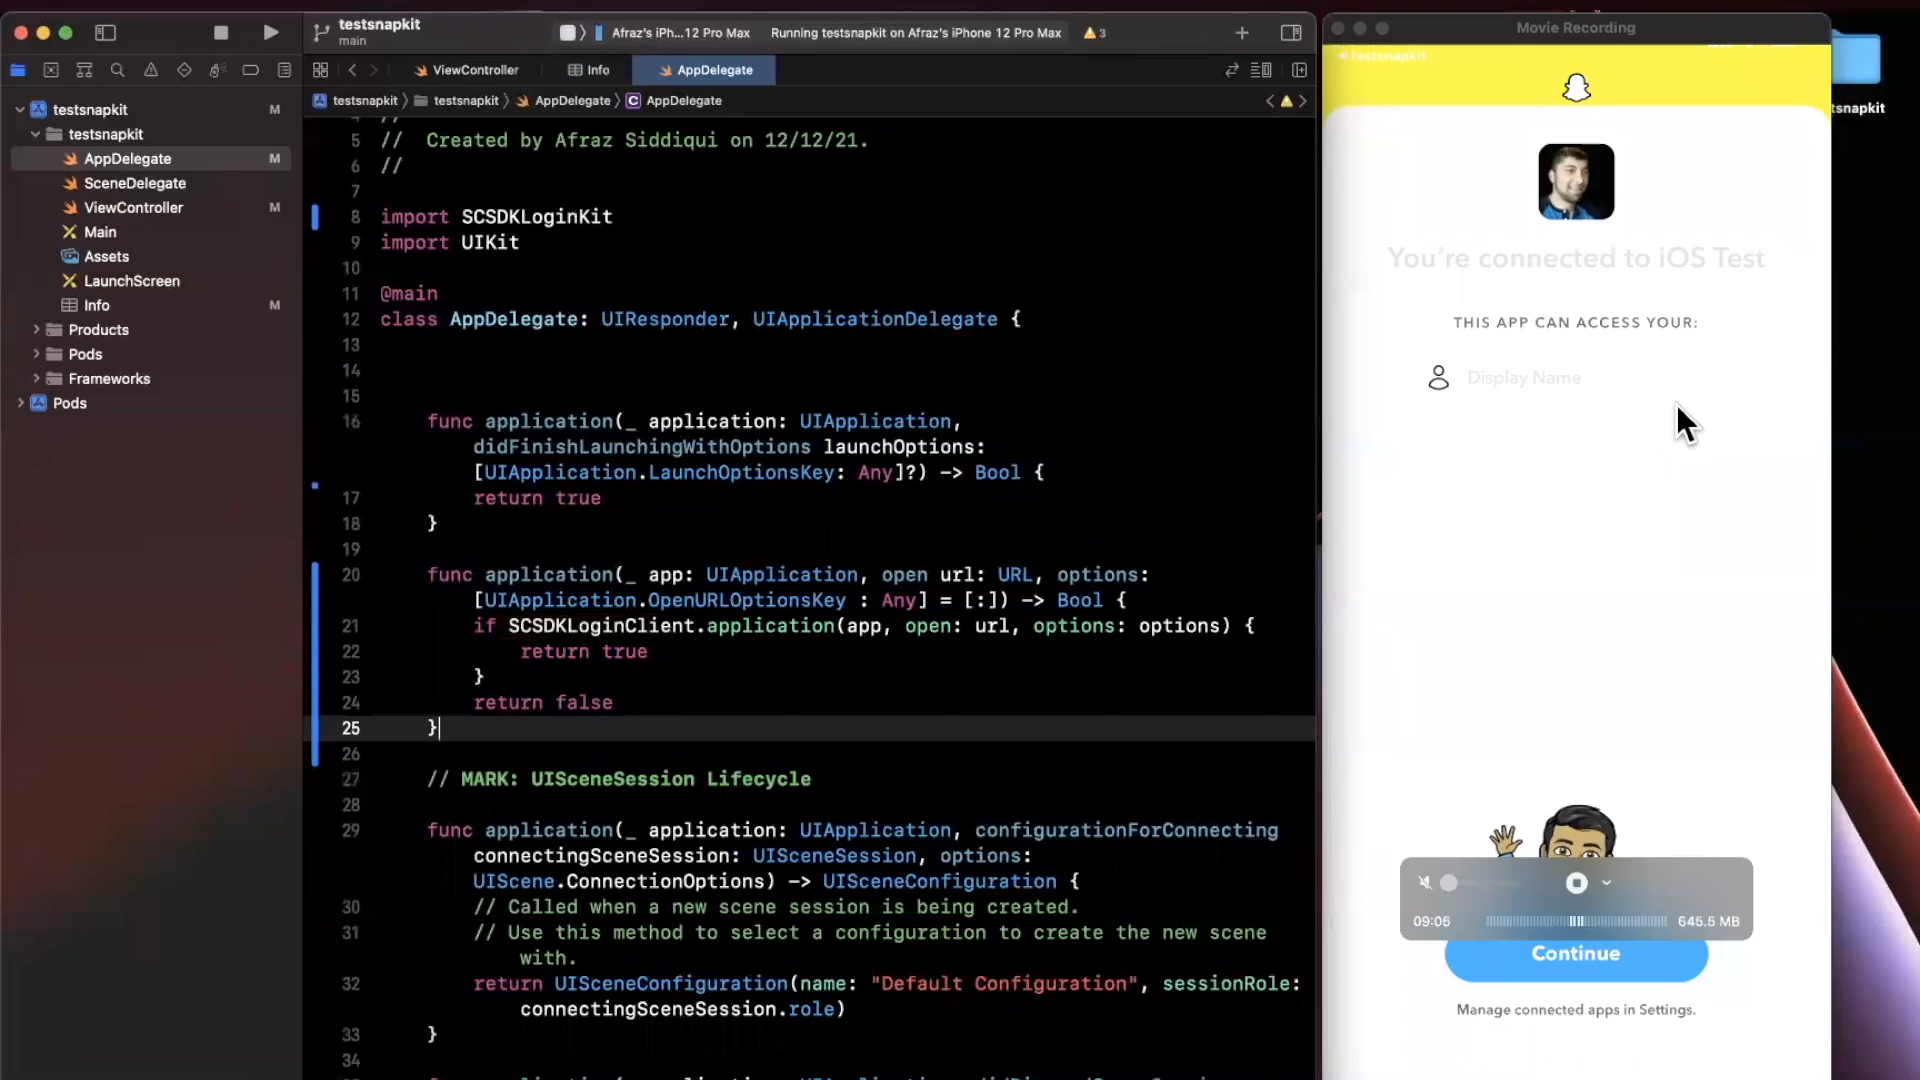 testsnapkit
main
Afraz's iPh...12 Pro Max
Running testsnapkit on Afraz's iPhone 12 Pro Max
3
ViewController
Info
AppDelegate
testsnapkit
testsnapkit
AppDelegate
C
AppDelegate
testsnapkit
M
testsnapkit
AppDelegate
M
SceneDelegate
ViewController
M
Main
Assets
LaunchScreen
Info
M
Products
Pods
Frameworks
Pods
4 //
5 //  Created by Afraz Siddiqui on 12/12/21.
6 //
7
8 import SCSDKLoginKit
9 import UIKit
10
11 @main
12 class AppDelegate: UIResponder, UIApplicationDelegate {
13
14
15
16 func application(_ application: UIApplication,
didFinishLaunchingWithOptions launchOptions:
[UIApplication.LaunchOptionsKey: Any]?) -> Bool {
17 return true
18 }
19
20 func application(_ app: UIApplication, open url: URL, options:
[UIApplication.OpenURLOptionsKey : Any] = [:]) -> Bool {
21 if SCSDKLoginClient.application(app, open: url, options: options) {
22 return true
23 }
24 return false
25 }
26
27 // MARK: UISceneSession Lifecycle
28
29 func application(_ application: UIApplication, configurationForConnecting
connectingSceneSession: UISceneSession, options:
UIScene.ConnectionOptions) -> UISceneConfiguration {
30 // Called when a new scene session is being created.
31 // Use this method to select a configuration to create the new scene
with.
32 return UISceneConfiguration(name: "Default Configuration", sessionRole:
connectingSceneSession.role)
33 }
34
Movie Recording
testsnapkit
You're connected to iOS Test
THIS APP CAN ACCESS YOUR:
Display Name
09:06
645.5 MB
Continue
Manage connected apps in Settings.
tsnapkit